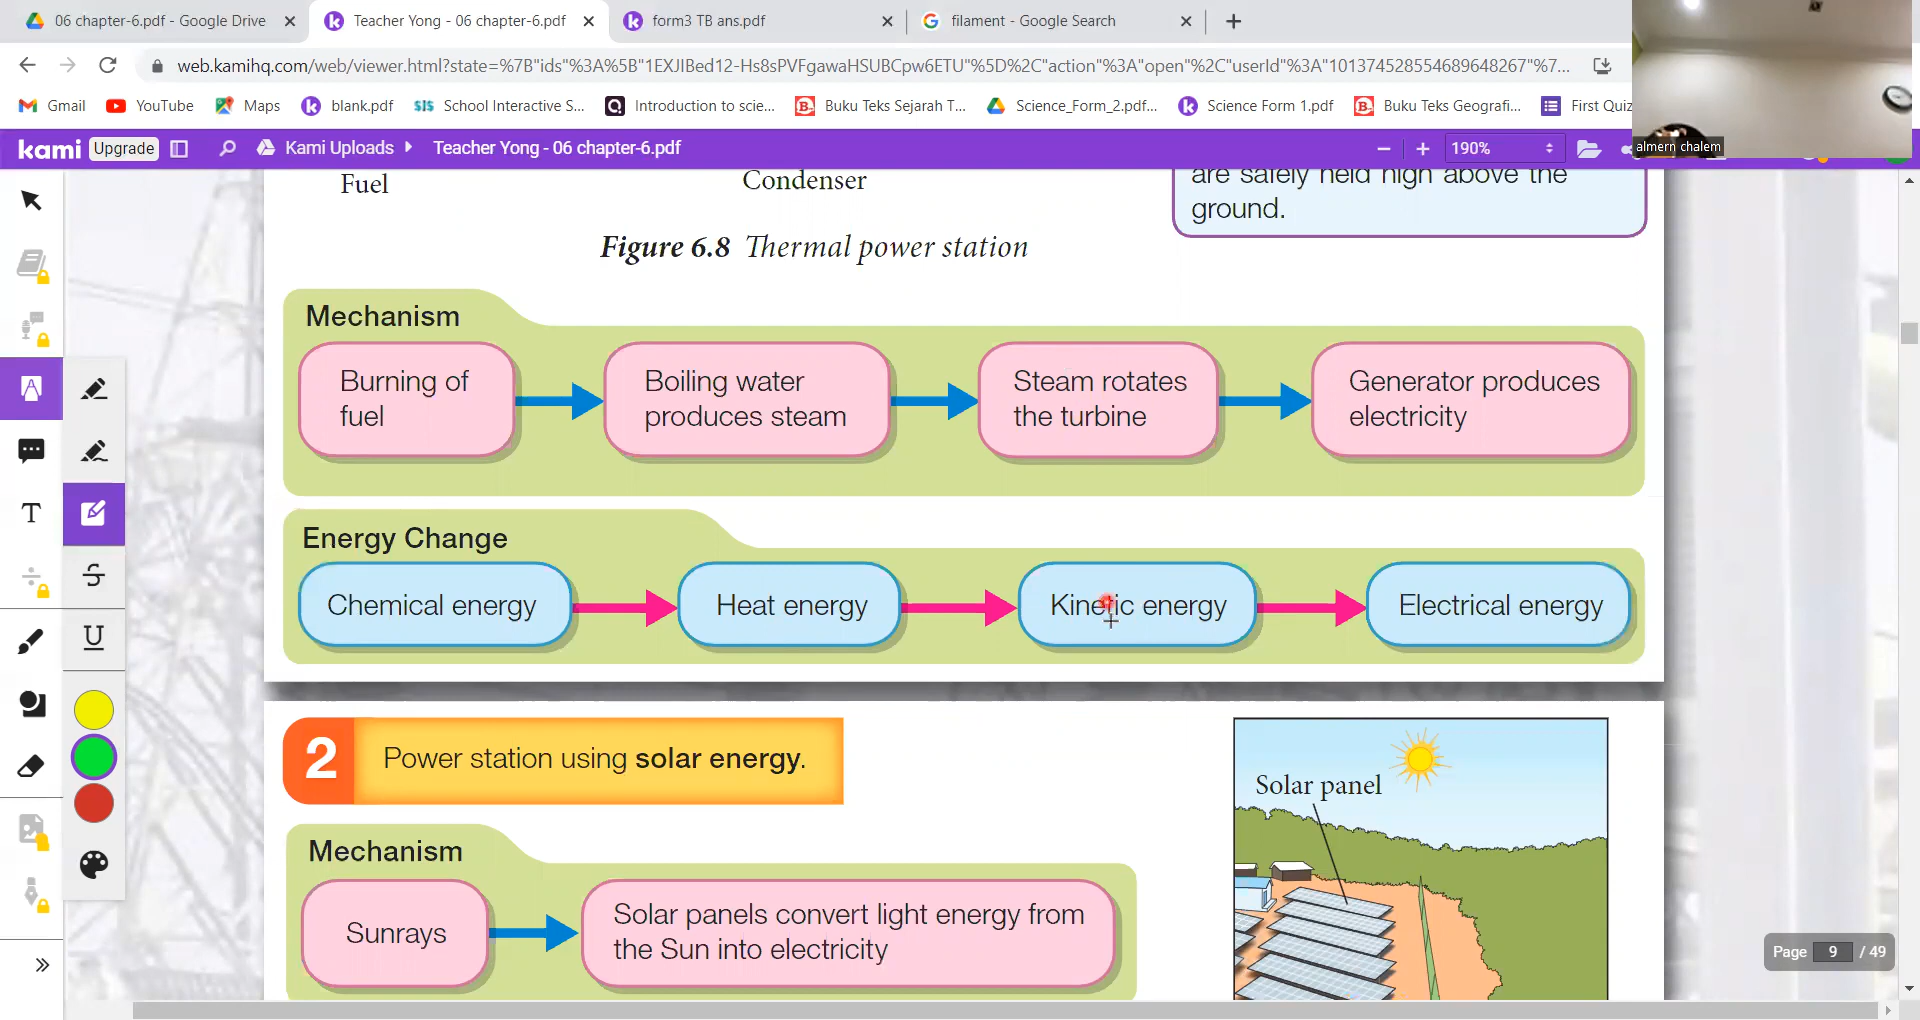 06 chapter-6.pdf - Google Drive
Teacher Yong - 06 chapter-6.pdf
form3 TB ans.pdf
filament - Google Search
web.kamihq.com/web/viewer.html?state=%7B"ids"%3A%5B"1EXJIBed12-Hs8sPVFgawaHSUBCpw6ETU"%5D%2C"action"%3A"open"%2C"userId"%3A"101374528554689648267"%7...
Gmail
YouTube
Maps
blank.pdf
SIS School Interactive S...
Introduction to scie...
Buku Teks Sejarah T...
Science_Form_2.pdf...
Science Form 1.pdf
Buku Teks Geografi...
First Quiz
almern chalem
kami
Upgrade
Kami Uploads
Teacher Yong - 06 chapter-6.pdf
190%
Fuel
Condenser
are safely held high above the
ground.
Figure 6.8 Thermal power station
Mechanism
Burning of
fuel
Boiling water
produces steam
Steam rotates
the turbine
Generator produces
electricity
Energy Change
Chemical energy
Heat energy
Kinetic energy
Electrical energy
2
Power station using solar energy.
Solar panel
Mechanism
Sunrays
Solar panels convert light energy from
the Sun into electricity
Page 9 / 49